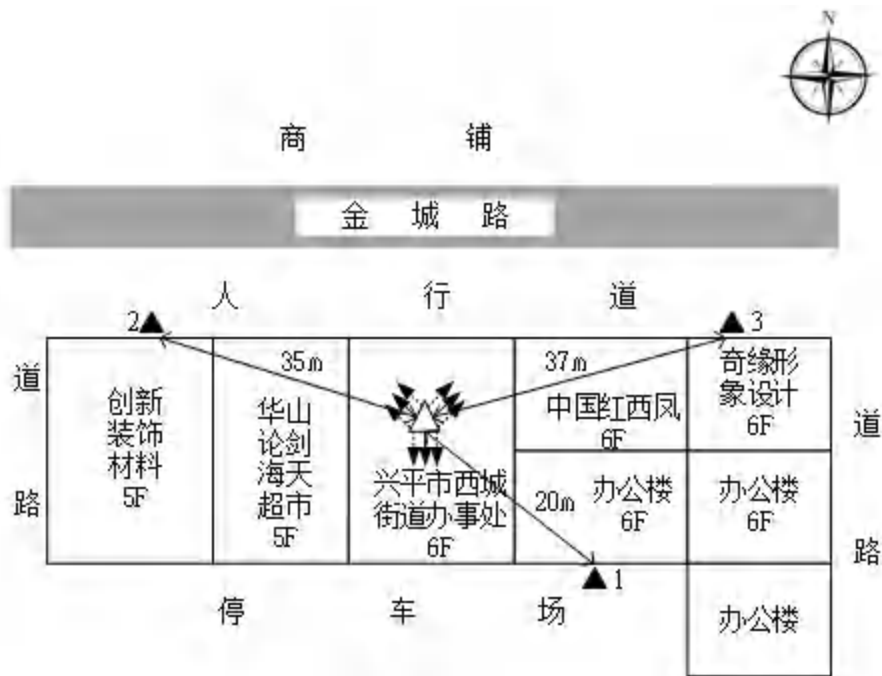 N
商 铺
金 城 路
人 行 道
2
3
35m
37m
道
路
创新
装饰
材料
5F
华山
论剑
海天
超市
5F
兴平市西城
街道办事处
6F
中国红西凤
6F
奇缘形
象设计
6F
20m
办公楼
6F
办公楼
6F
道
路
1
停 车 场
办公楼